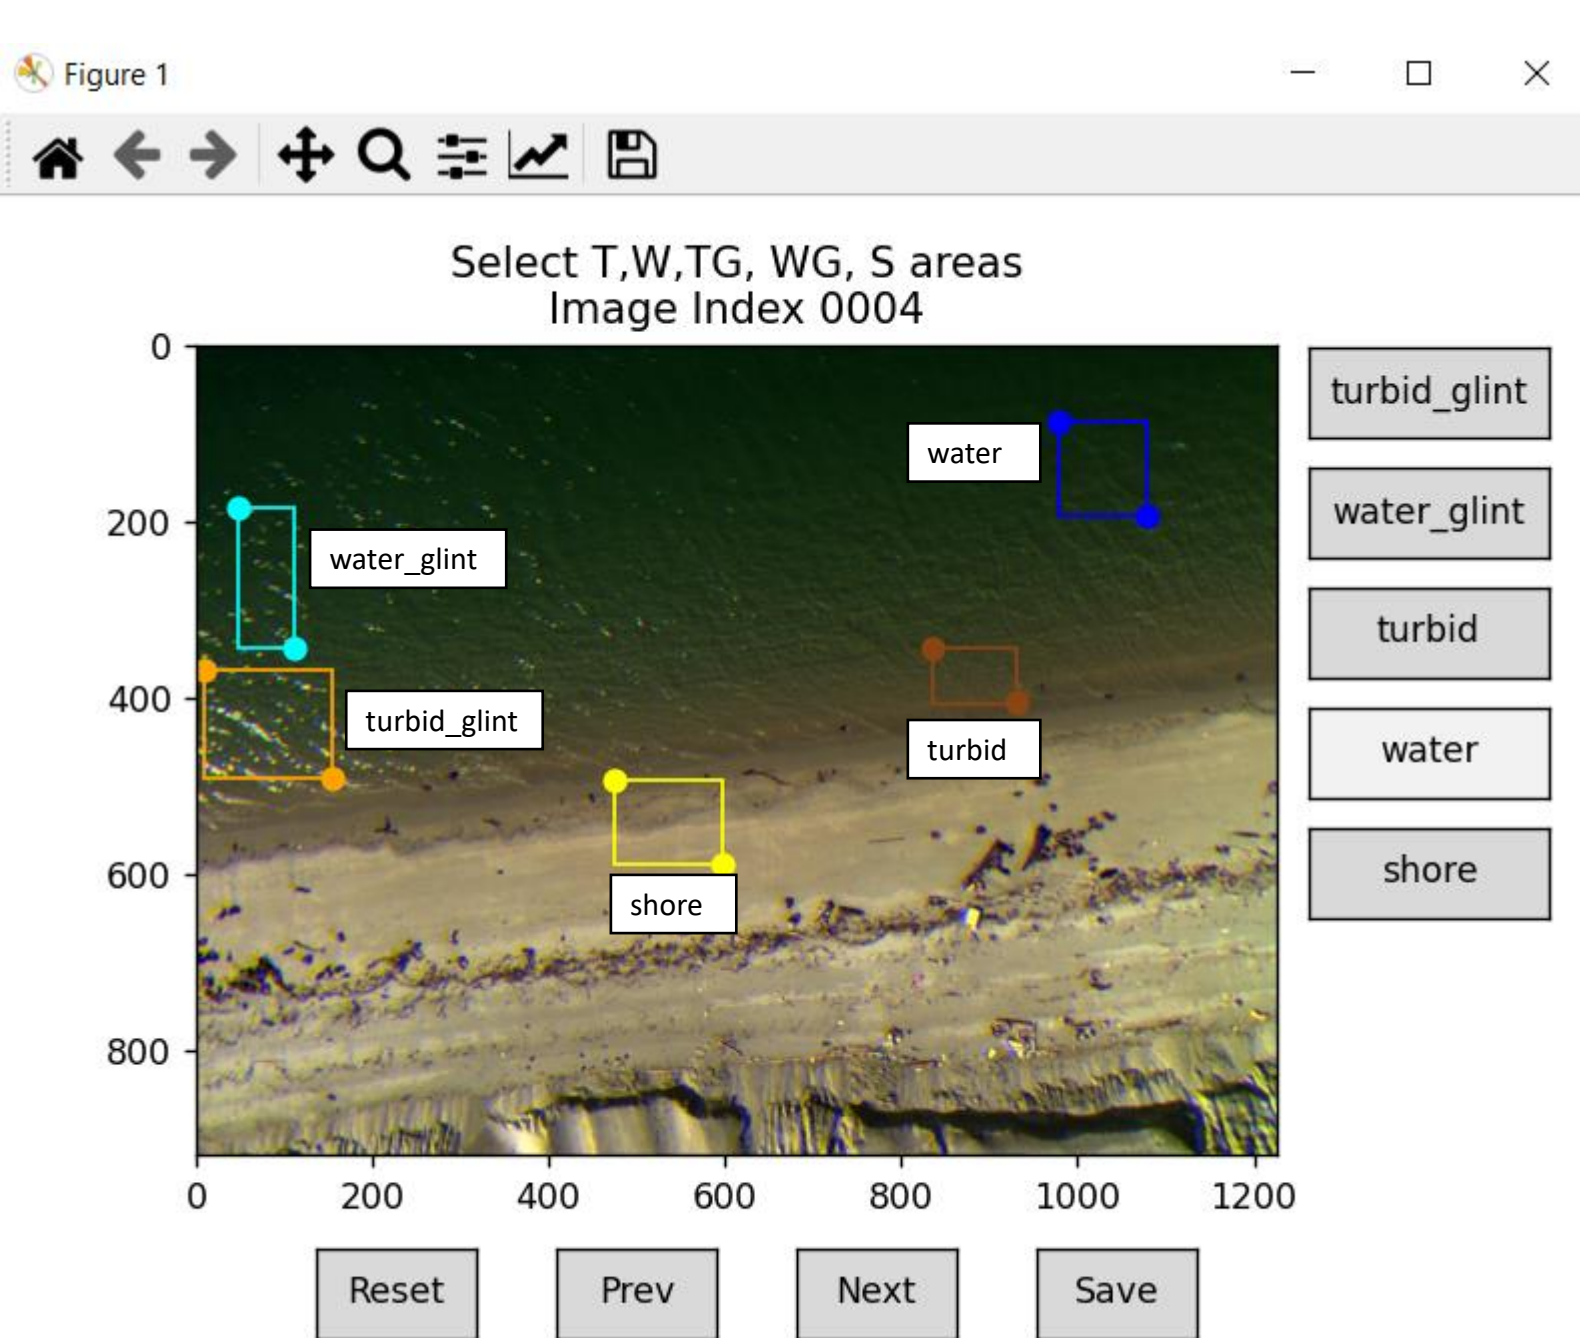 Figure 1
Select T,W,TG, WG, S areas
Image Index 0004
0
200
400
600
800
0 200 400 600 800 1000 1200
water
water_glint
turbid_glint
turbid
shore
turbid_glint
water_glint
turbid
water
shore
Reset Prev Next Save